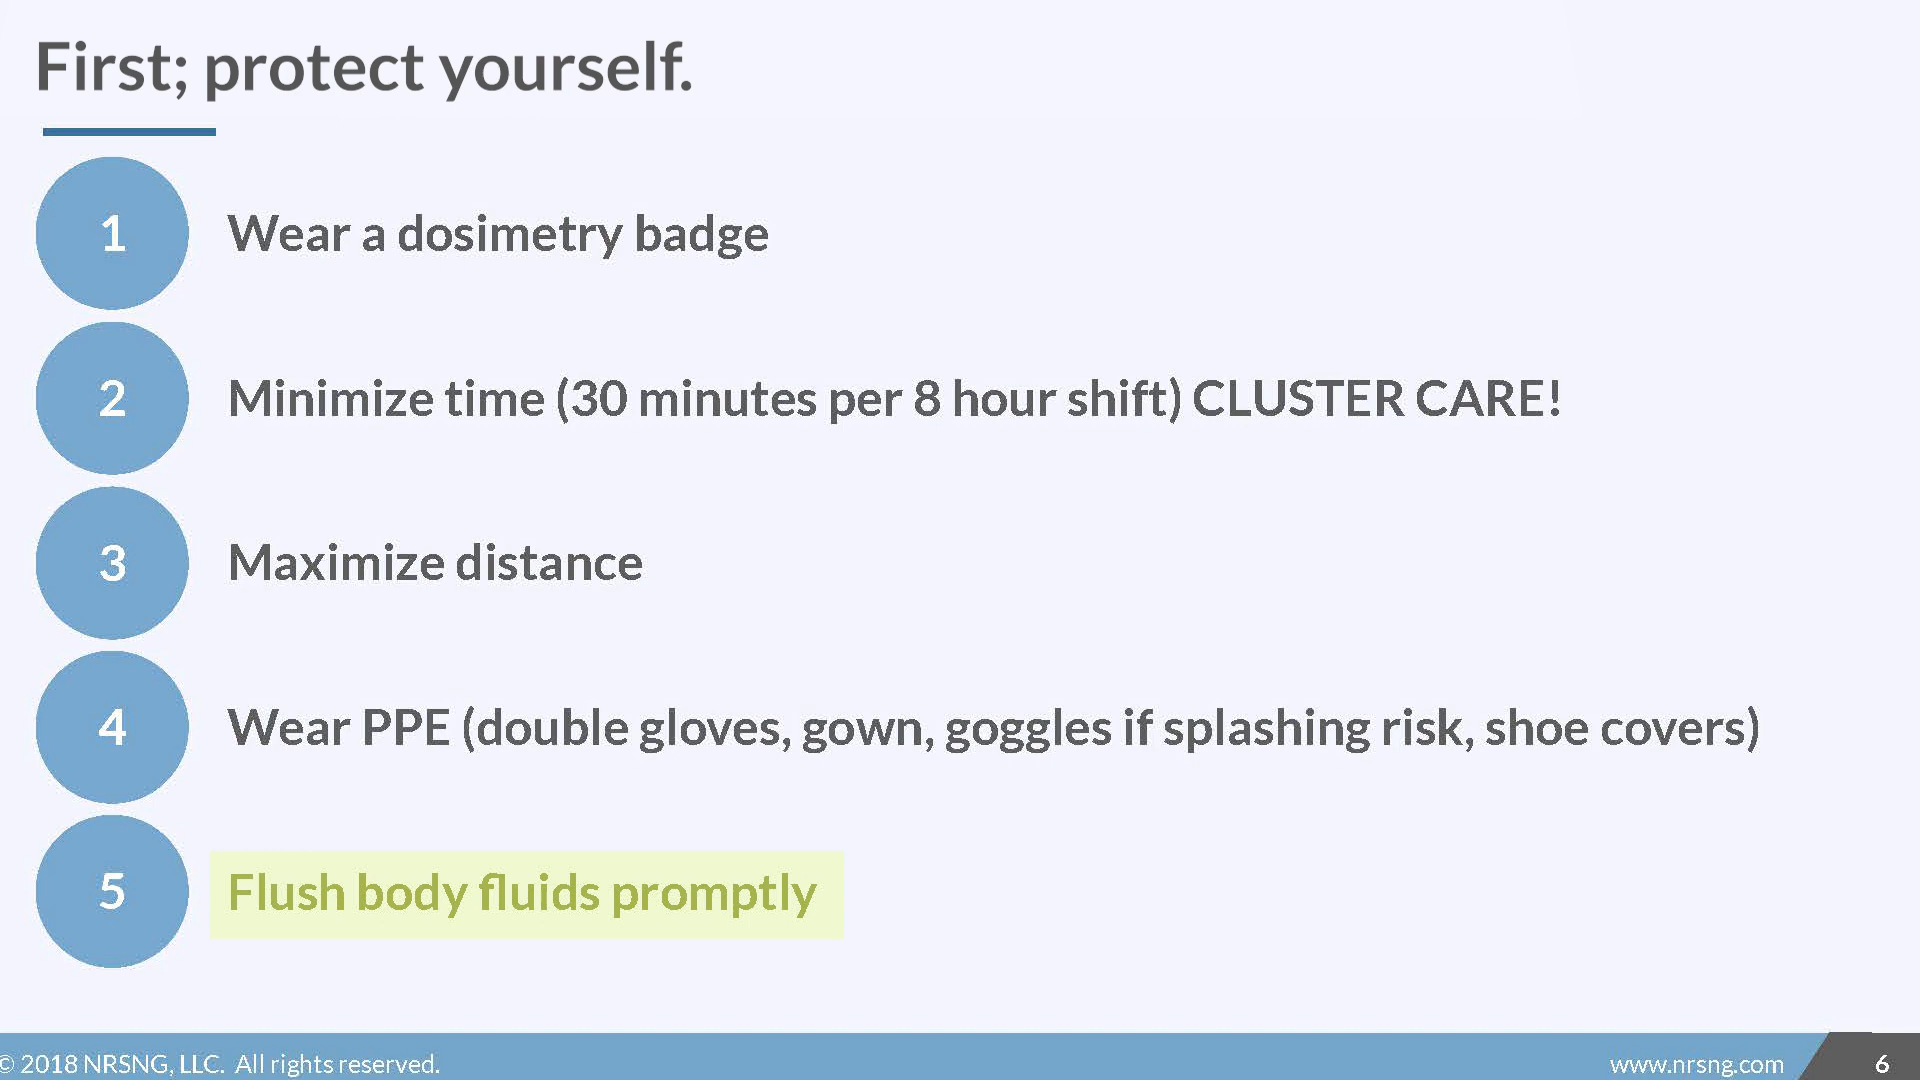 First; protect yourself.
1 Wear a dosimetry badge
2 Minimize time (30 minutes per 8 hour shift) CLUSTER CARE!
3 Maximize distance
4 Wear PPE (double gloves, gown, goggles if splashing risk, shoe covers)
5 Flush body fluids promptly
© 2018 NRSNG, LLC. All rights reserved. www.nrsng.com 6